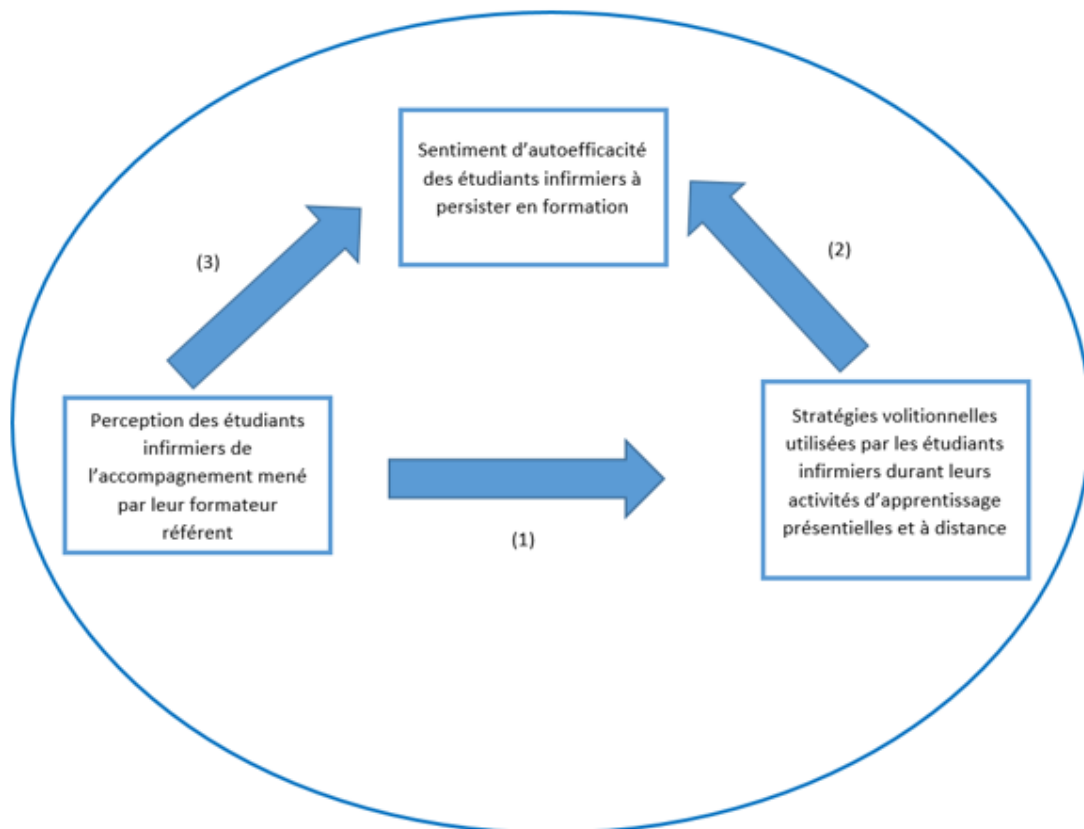 Sentiment d'autoefficacité
des étudiants infirmiers à
persister en formation
(3)
(2)
Perception des étudiants
infirmiers de
l'accompagnement mené
par leur formateur
référent
(1)
Stratégies volitionnelles
utilisées par les étudiants
infirmiers durant leurs
activités d'apprentissage
présentielles et à distance